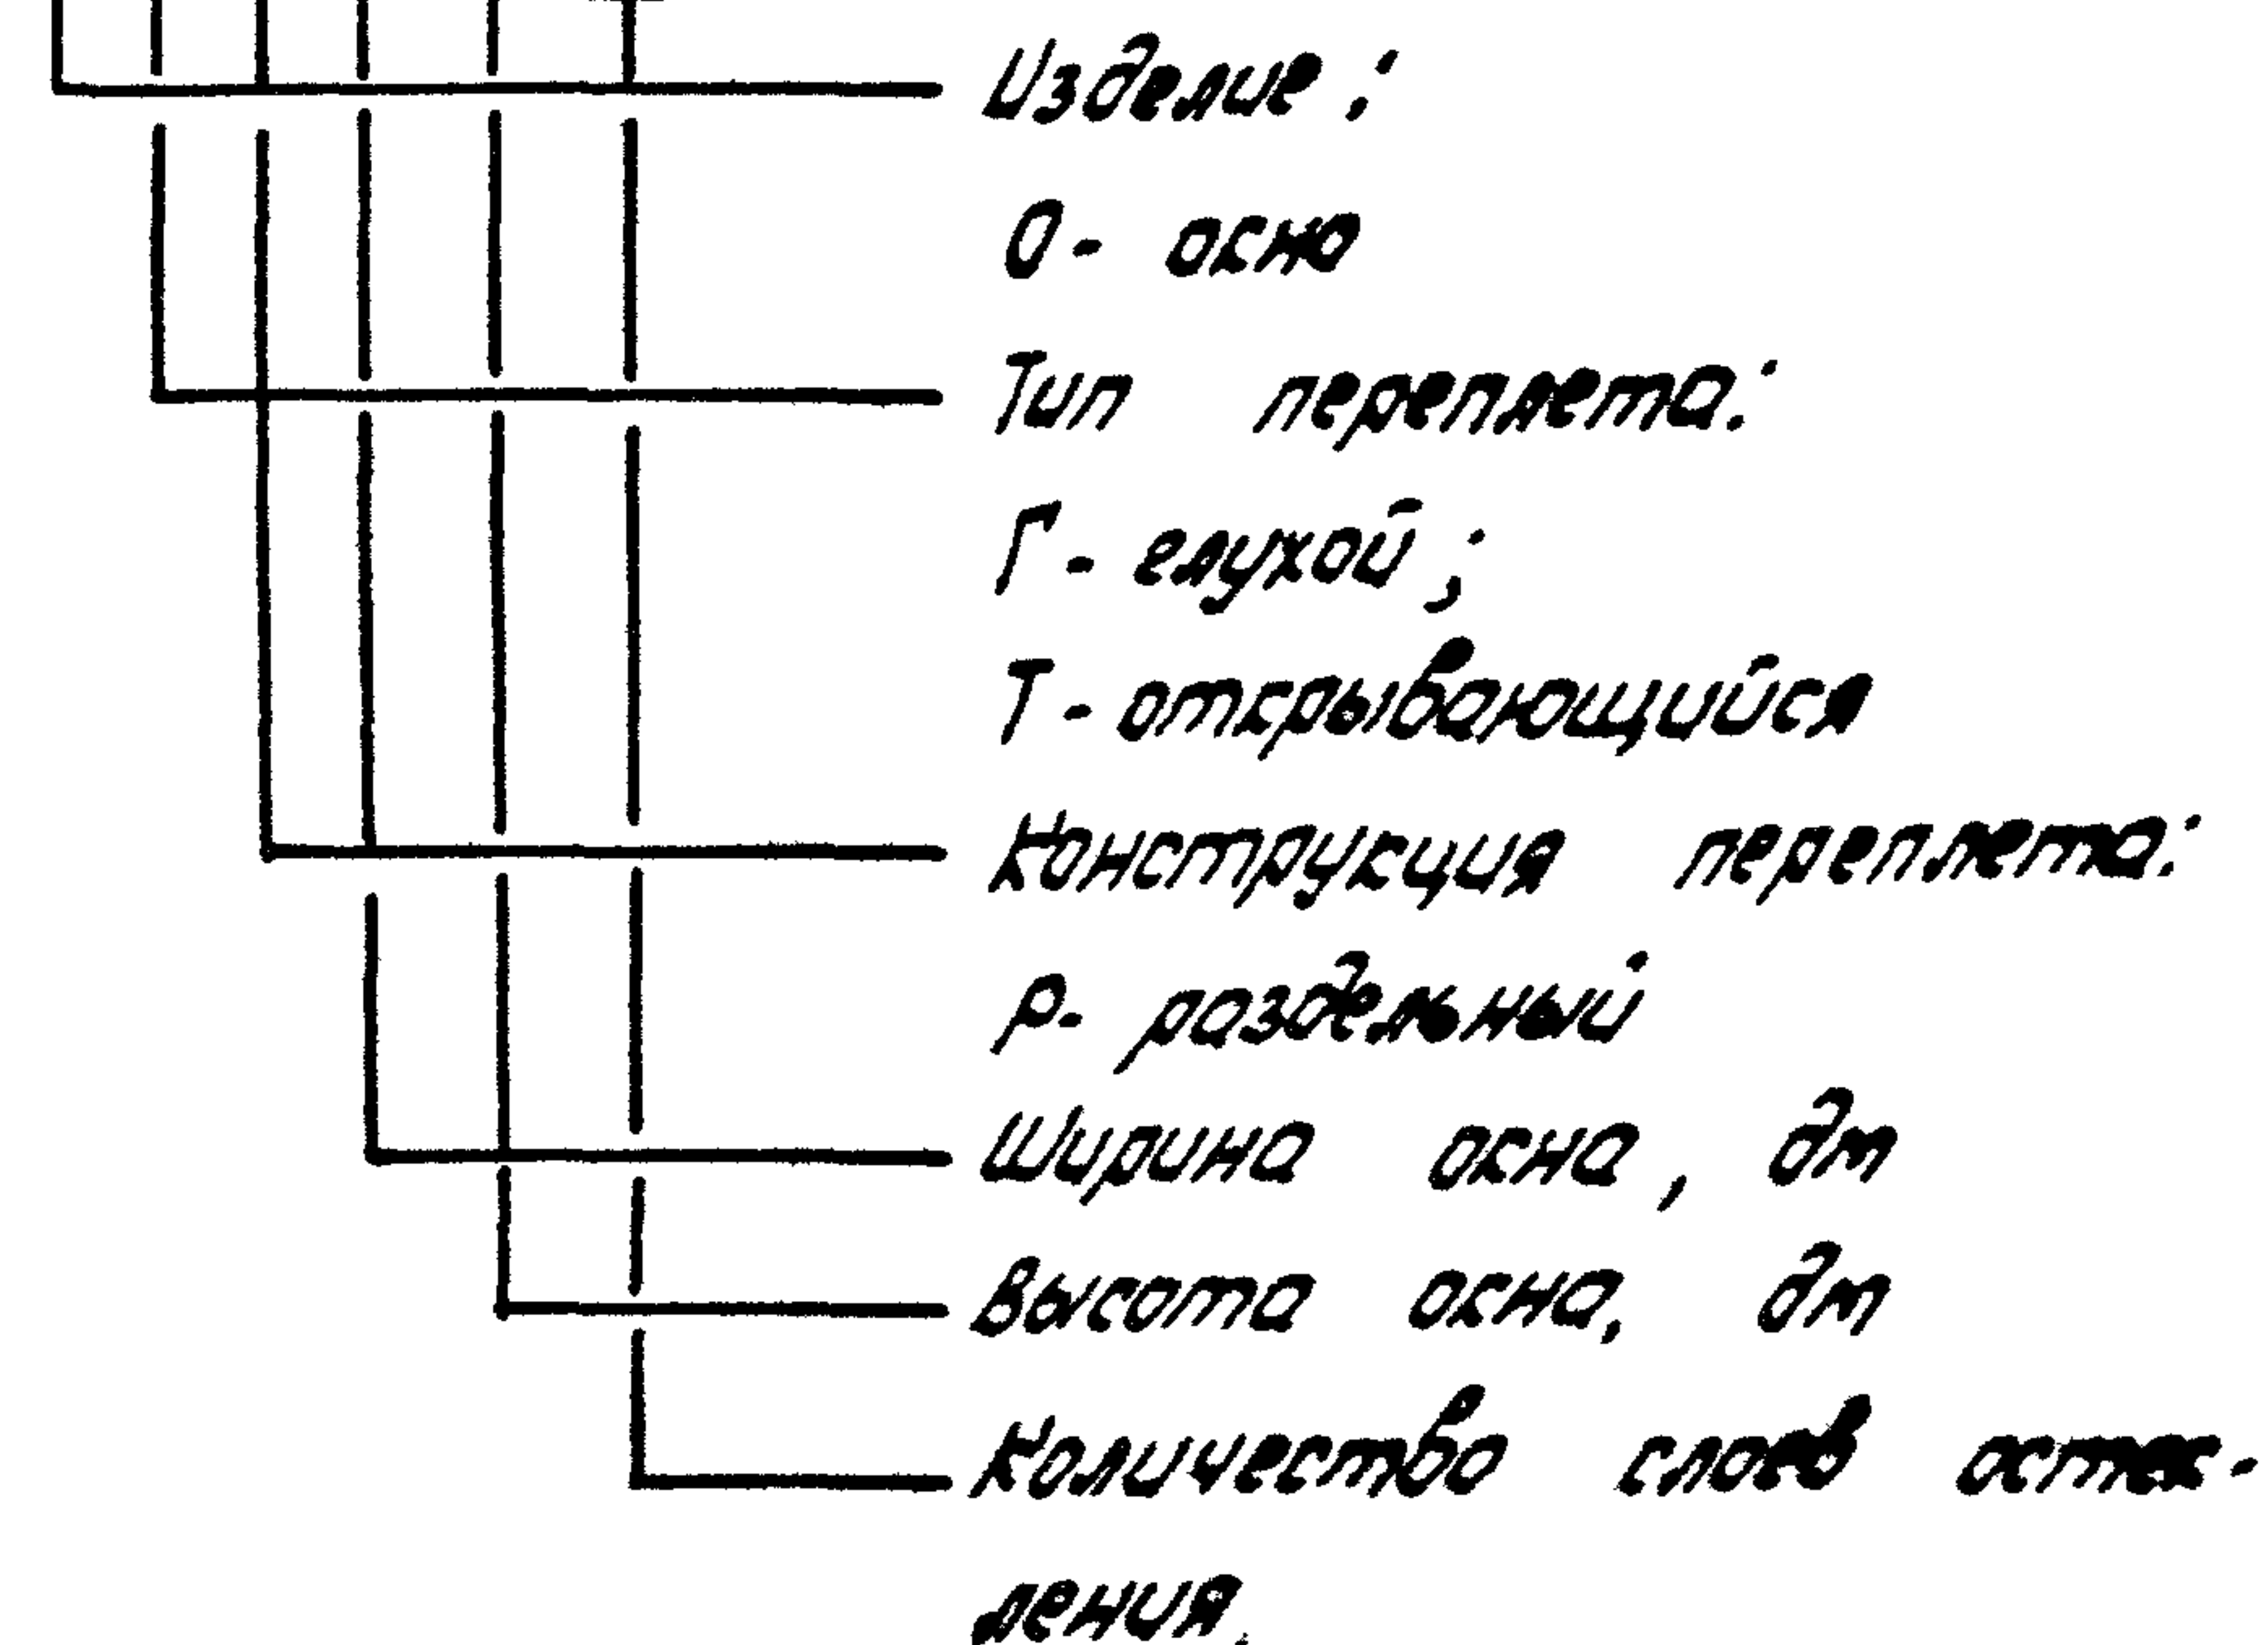 Изделие:
О- окно
Тип переплета:
Г- глухой;
Т- открывающийся
Конструкция переплета:
Р- раздельный
Ширина окна, дм
Высота окна, дм
Количество слоев остек-
ления.